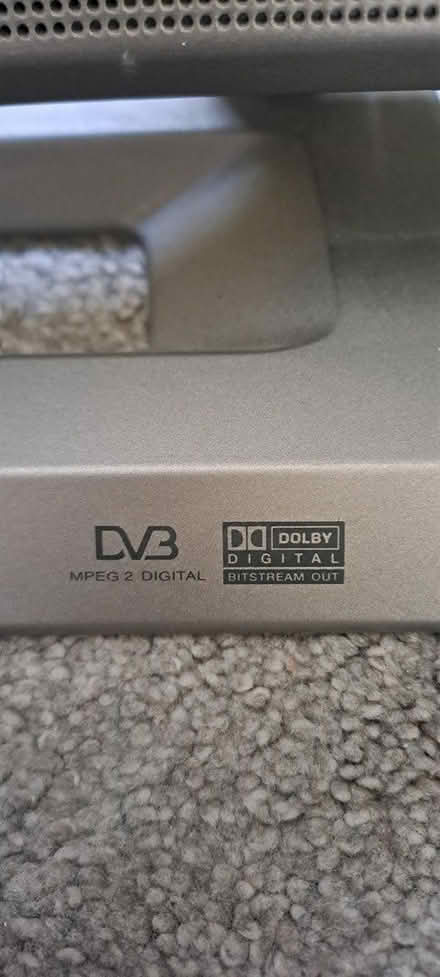 DVB
MPEG 2 DIGITAL
DOLBY
DIGITAL
BITSTREAM OUT